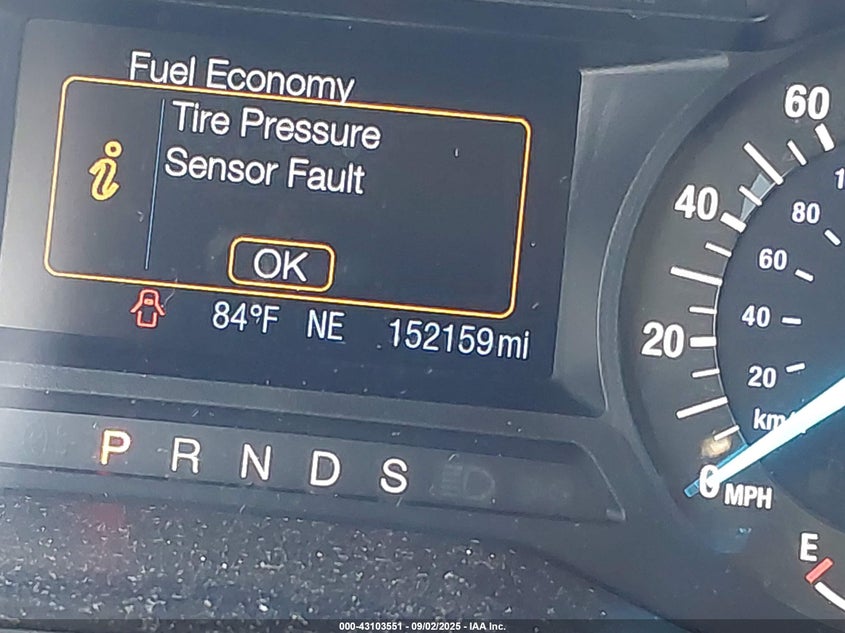 Fuel Economy
Tire Pressure
Sensor Fault
OK
84°F NE 152159mi
P R N D S
60
40
20
0 MPH
80
60
40
20
E
000-43103551 - 09/02/2025 - IAA Inc.